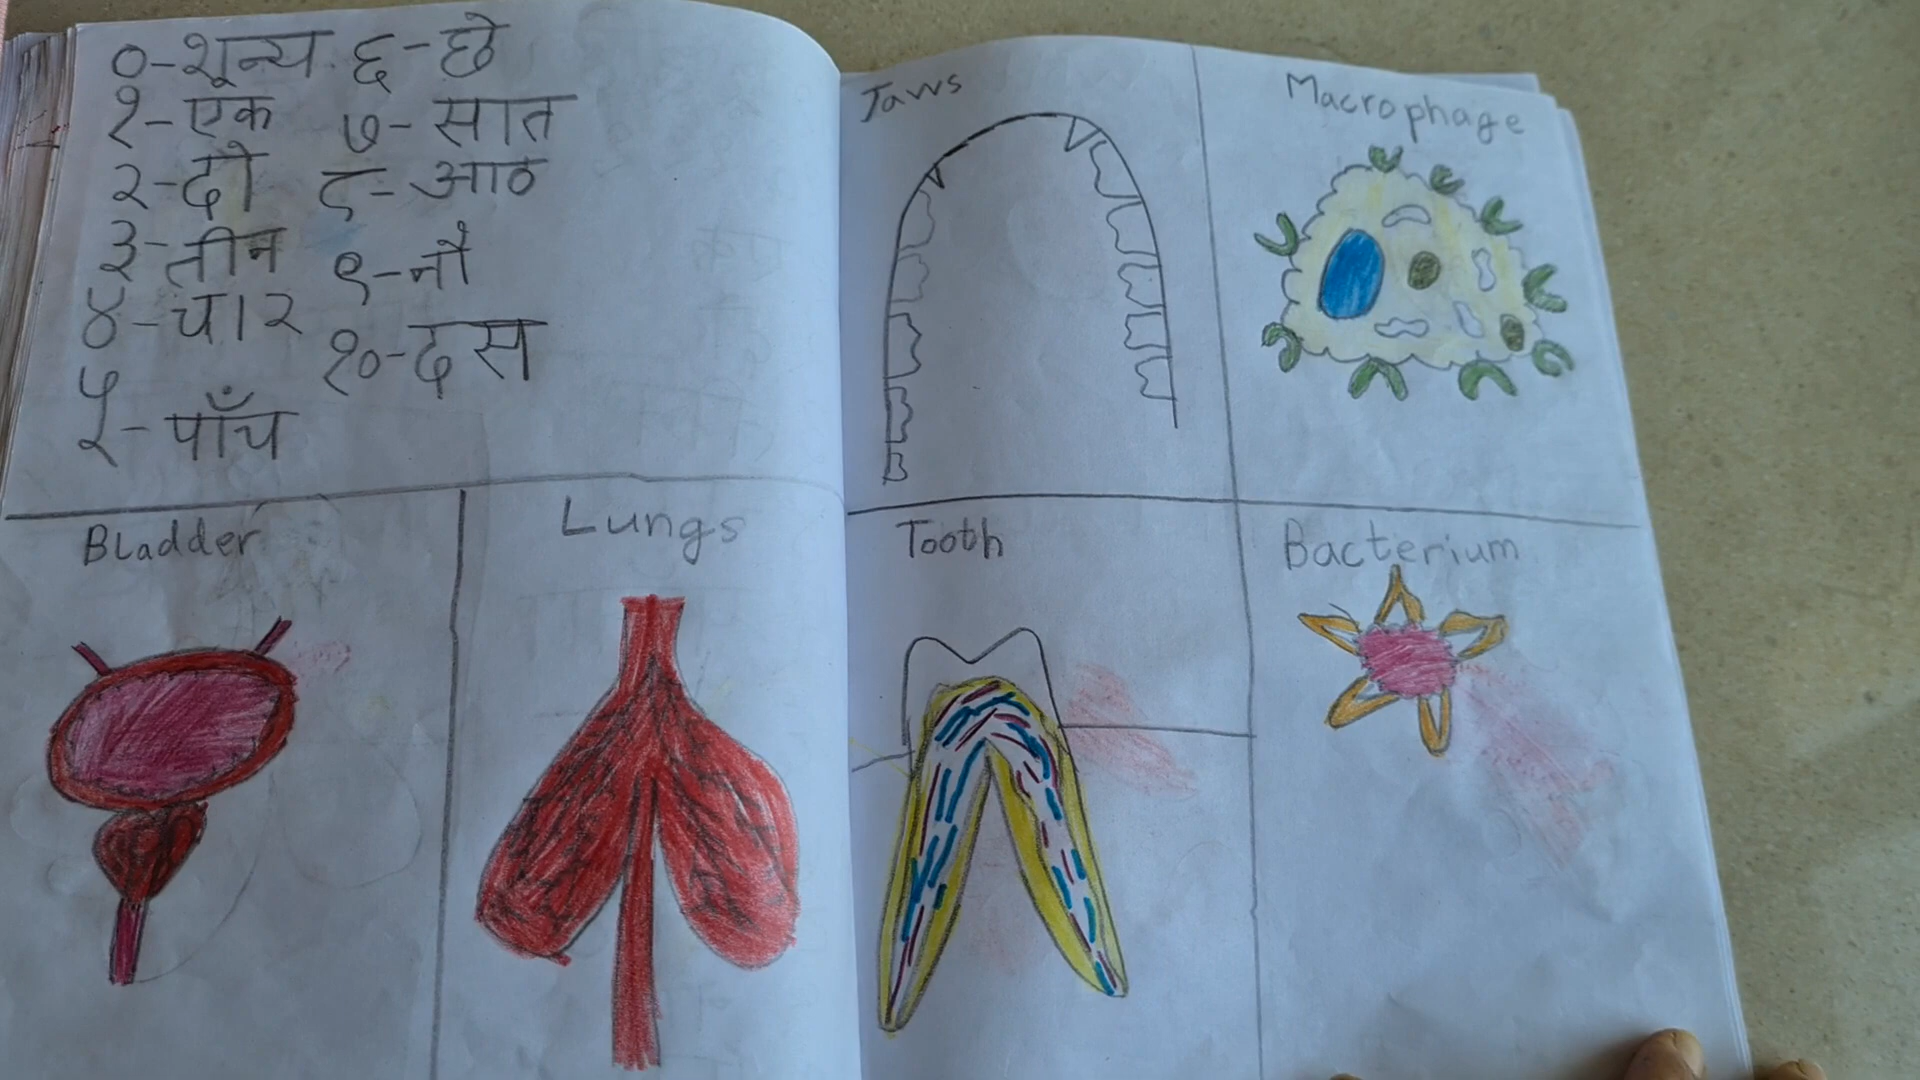 ०-शून्य ६-छे
१-एक ७-सात
२-दो ८-आठ
३-तीन ९-नौ
४-चार १०-दस
५-पाँच
Bladder
Lungs
Jaws
Macrophage
Tooth
Bacterium